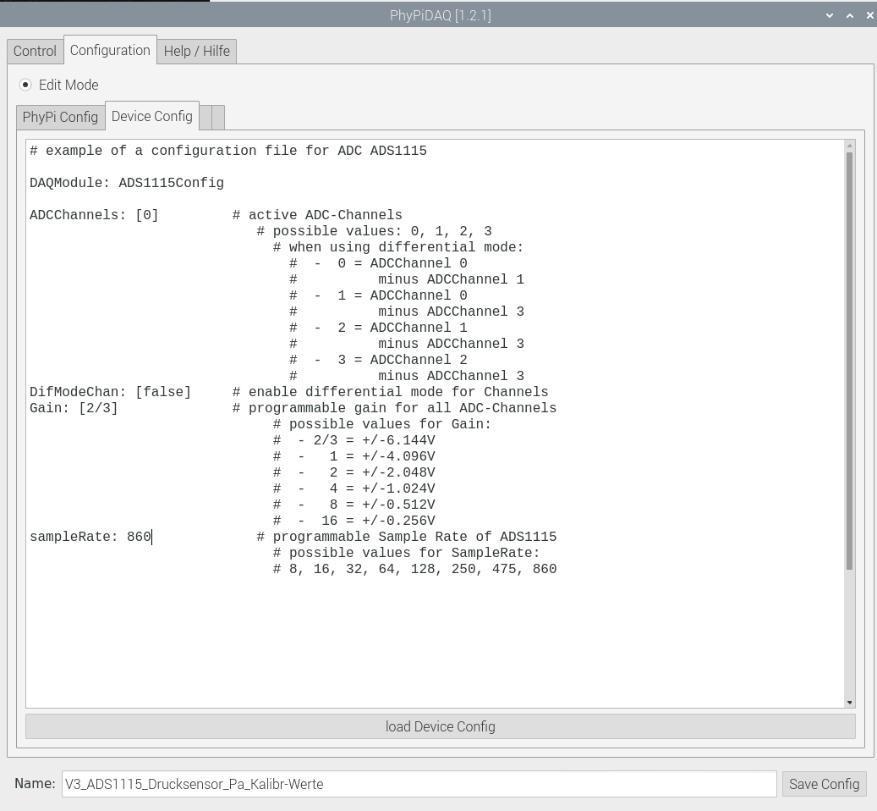 PhyPiDAQ [1.2.1]
Control Configuration Help / Hilfe
Edit Mode
PhyPi Config Device Config
# example of a configuration file for ADC ADS1115
DAQModule: ADS1115Config
ADCChannels: [0] # active ADC-Channels
# possible values: 0, 1, 2, 3
# when using differential mode:
# - 0 = ADCChannel 0
# minus ADCChannel 1
# - 1 = ADCChannel 0
# minus ADCChannel 3
# - 2 = ADCChannel 1
# minus ADCChannel 3
# - 3 = ADCChannel 2
# minus ADCChannel 3
DifModeChan: [false] # enable differential mode for Channels
Gain: [2/3] # programmable gain for all ADC-Channels
# possible values for Gain:
# - 2/3 = +/-6.144V
# - 1 = +/-4.096V
# - 2 = +/-2.048V
# - 4 = +/-1.024V
# - 8 = +/-0.512V
# - 16 = +/-0.256V
sampleRate: 860 # programmable Sample Rate of ADS1115
# possible values for SampleRate:
# 8, 16, 32, 64, 128, 250, 475, 860
load Device Config
Name: V3_ADS1115_Drucksensor_Pa_Kalibr-Werte Save Config